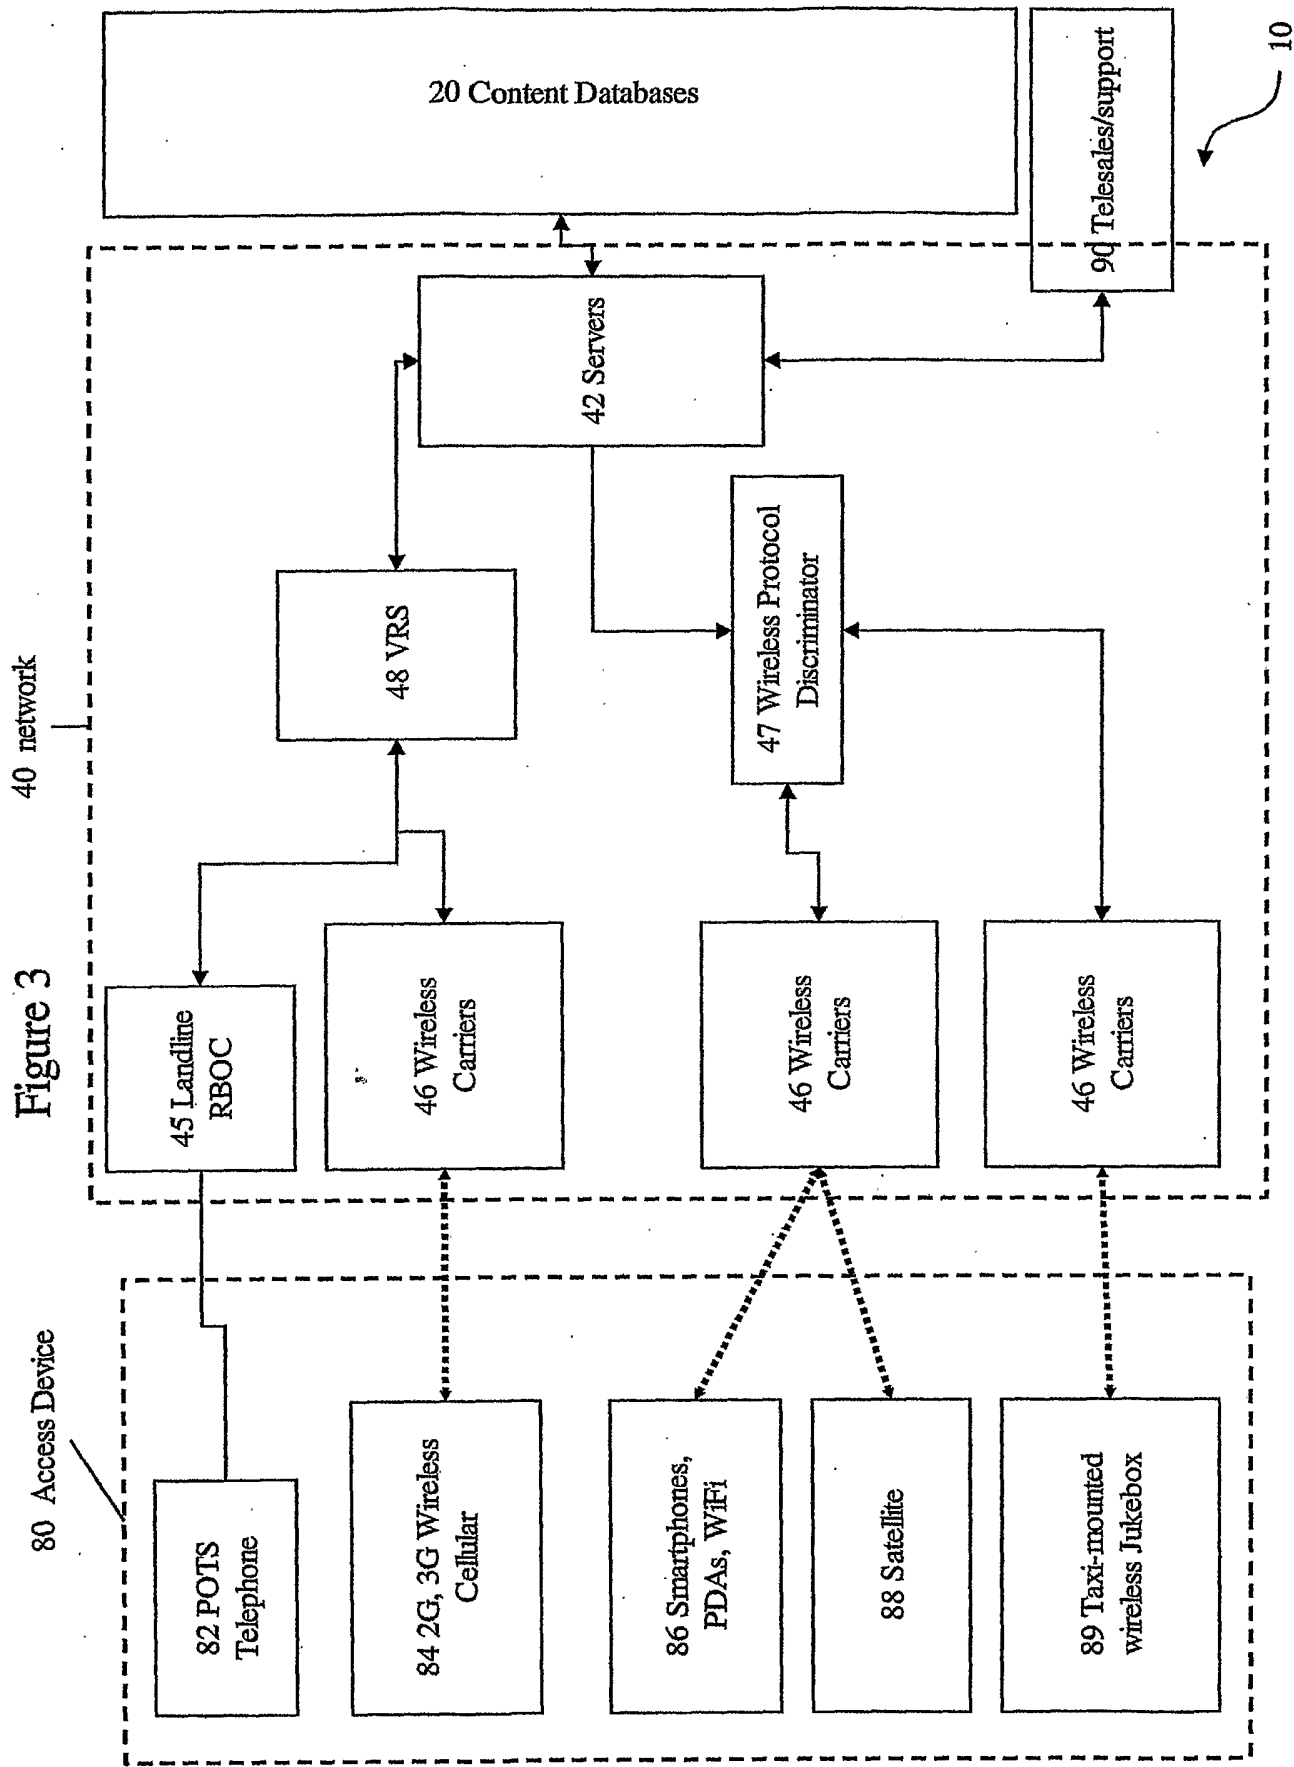 Figure 3
80 Access Device
40 network
20 Content Databases
82 POTS
Telephone
45 Landline
RBOC
84 2G, 3G Wireless
Cellular
46 Wireless
Carriers
48 VRS
42 Servers
86 Smartphones,
PDAs, WiFi
46 Wireless
Carriers
47 Wireless Protocol
Discriminator
88 Satellite
89 Taxi-mounted
wireless Jukebox
46 Wireless
Carriers
90 Telesales/support
10